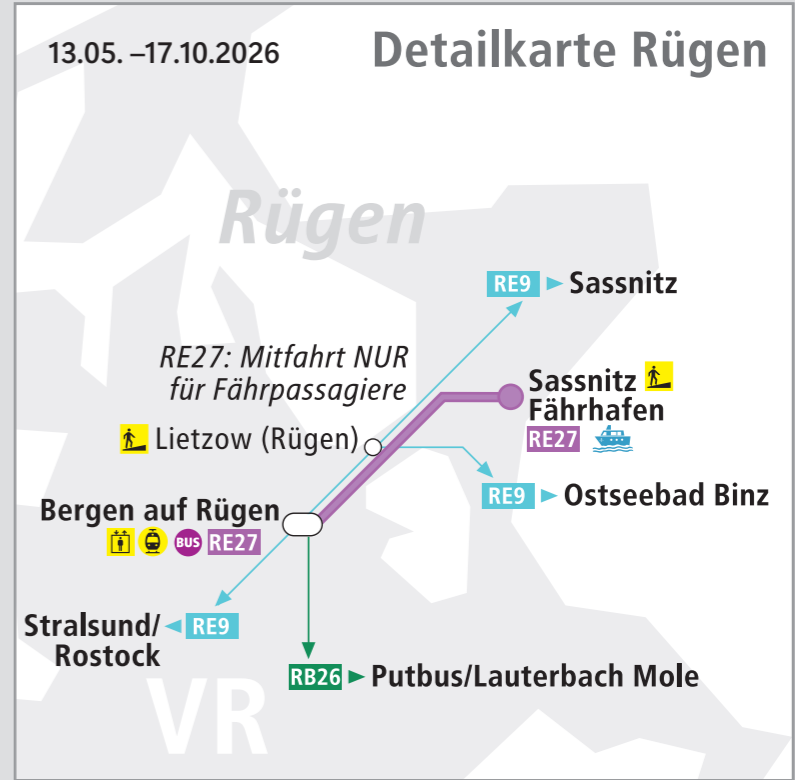 13.05. –17.10.2026
Detailkarte Rügen
Rügen
RE9 Sassnitz
RE27: Mitfahrt NUR
für Fährpassagiere
Sassnitz
Fährhafen
RE27
Lietzow (Rügen)
RE9 Ostseebad Binz
Bergen auf Rügen
BUS RE27
Stralsund/
Rostock
RE9
RB26 Putbus/Lauterbach Mole
VR